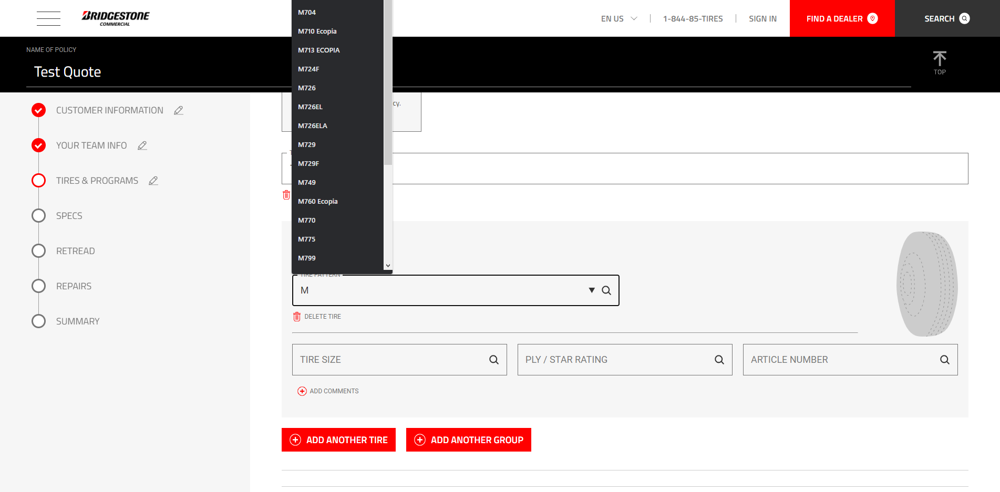 BRIDGESTONE
COMMERCIAL
EN US
1-844-85-TIRES
SIGN IN
FIND A DEALER
SEARCH
NAME OF POLICY
Test Quote
TOP
CUSTOMER INFORMATION
YOUR TEAM INFO
TIRES & PROGRAMS
SPECS
RETREAD
REPAIRS
SUMMARY
M704
M710 Ecopia
M713 ECOPIA
M724F
M726
M726EL
M726ELA
M729
M729F
M749
M760 Ecopia
M770
M775
M799
cy.
TIRE PATTERN
M
DELETE TIRE
TIRE SIZE
PLY / STAR RATING
ARTICLE NUMBER
ADD COMMENTS
ADD ANOTHER TIRE
ADD ANOTHER GROUP